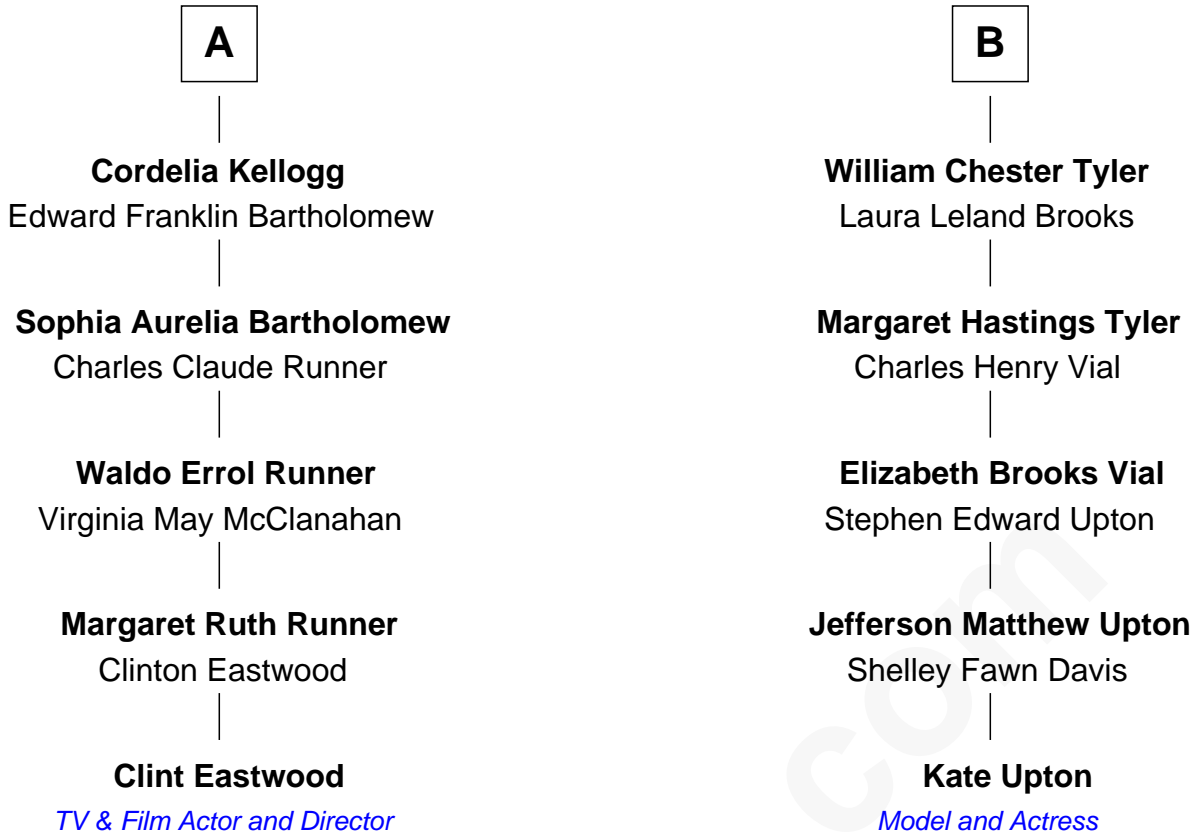 A
Cordelia Kellogg
Edward Franklin Bartholomew
Sophia Aurelia Bartholomew
Charles Claude Runner
Waldo Errol Runner
Virginia May McClanahan
Margaret Ruth Runner
Clinton Eastwood
Clint Eastwood
TV & Film Actor and Director
B
William Chester Tyler
Laura Leland Brooks
Margaret Hastings Tyler
Charles Henry Vial
Elizabeth Brooks Vial
Stephen Edward Upton
Jefferson Matthew Upton
Shelley Fawn Davis
Kate Upton
Model and Actress
com